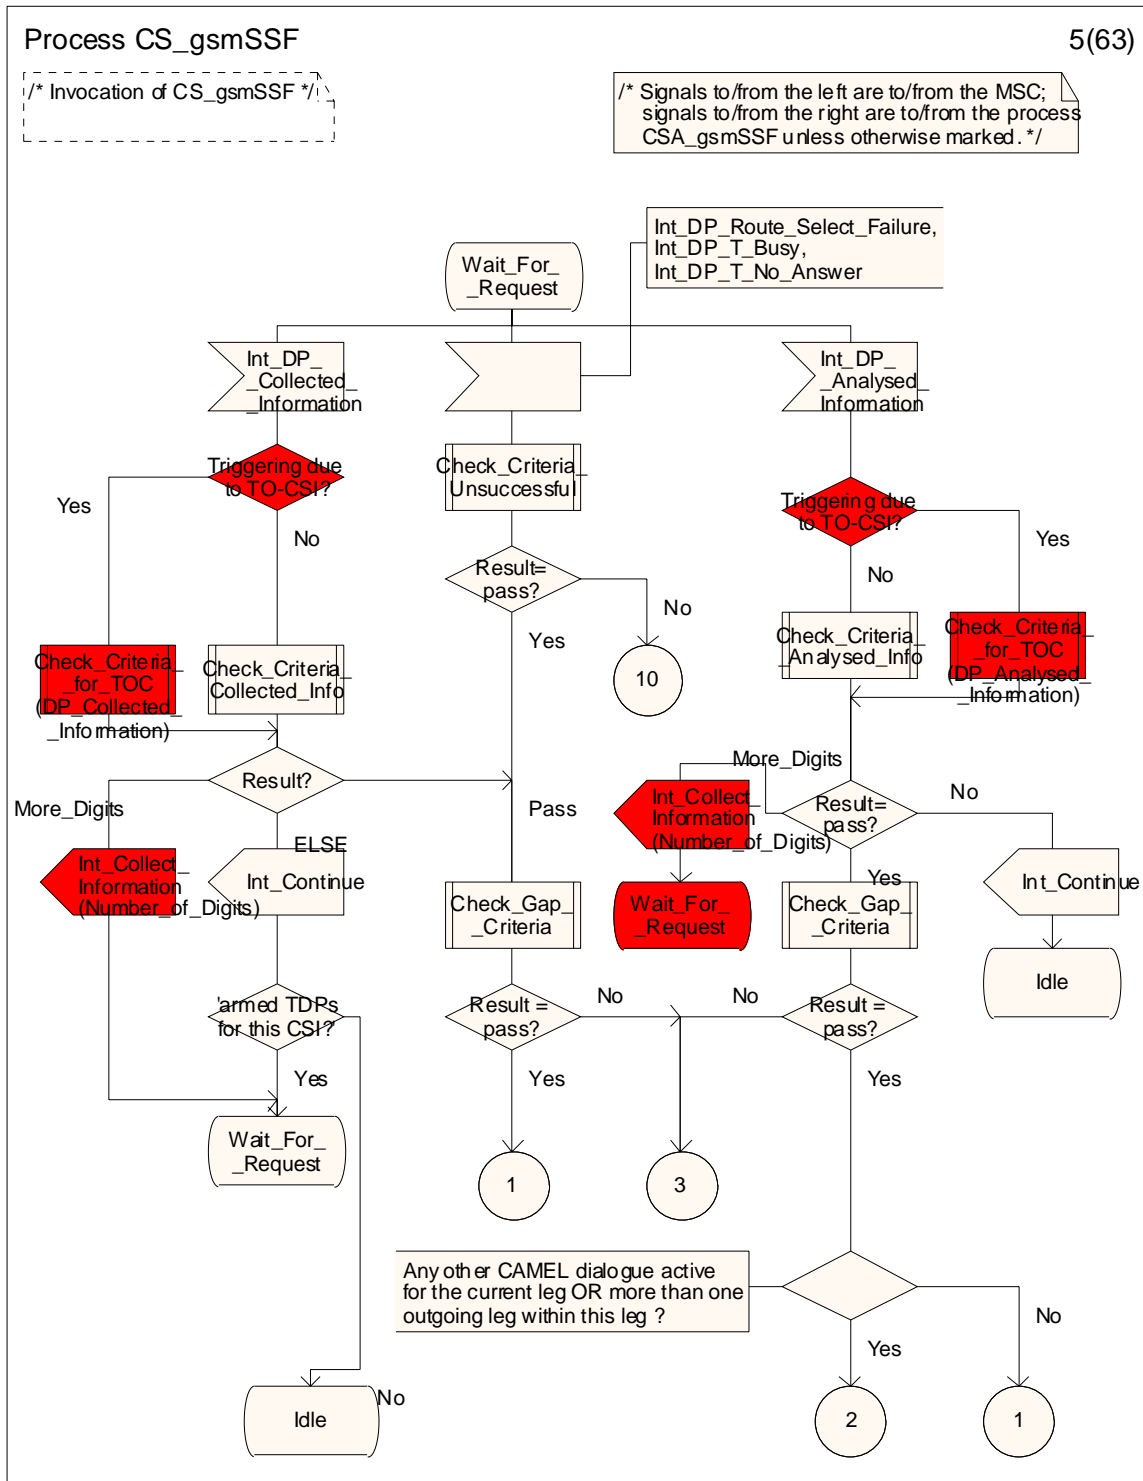 Process CS_gsmSSF
5(63)
/* Invocation of CS_gsmSSF */
/* Signals to/from the left are to/from the MSC;
signals to/from the right are to/from the process
CSA_gsmSSF unless otherwise marked. */
Int_DP_Route_Select_Failure,
Int_DP_T_Busy,
Int_DP_T_No_Answer
Wait_For_
_Request
Int_DP_
_Collected_
_Information
Int_DP_
_Analysed_
Information
Triggering due
to TO-CSI?
Yes
No
Check_Criteria_
Unsuccessful
Triggering due
to TO-CSI?
Yes
No
Result=
pass?
No
Yes
10
Check_Criteria_
_for_TOC
(DP_Collected_
_Information)
Check_Criteria_
Collected_Info
Check_Criteria_
_Analysed_Info
Check_Criteria_
_for_TOC
(DP_Analysed_
_Information)
Result?
More_Digits
Pass
ELSE
More_Digits
Result=
pass?
No
Yes
Int_Collect_
Information
(Number_of_Digits)
Int_Continue
Int_Collect_
Information
(Number_of_Digits)
Int_Continue
Check_Gap_
_Criteria
Wait_For_
_Request
Check_Gap_
_Criteria
Idle
'armed TDPs
for this CSI?'
Yes
Result =
pass?
No
Yes
No
Result =
pass?
Yes
Wait_For_
_Request
1
3
Any other CAMEL dialogue active
for the current leg OR more than one
outgoing leg within this leg ?
No
Yes
No
Idle
2
1